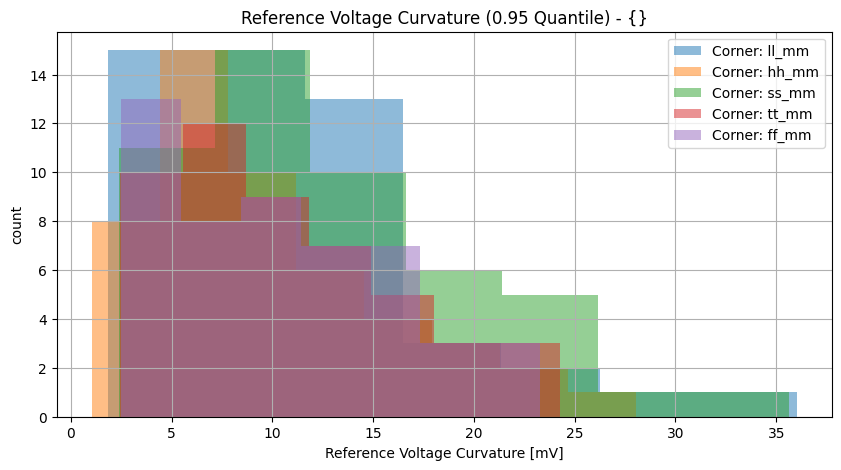 Reference Voltage Curvature (0.95 Quantile) - {}
Corner: ll_mm
Corner: hh_mm
Corner: ss_mm
Corner: tt_mm
Corner: ff_mm
14
12
10
8
6
4
2
0
count
0 5 10 15 20 25 30 35
Reference Voltage Curvature [mV]